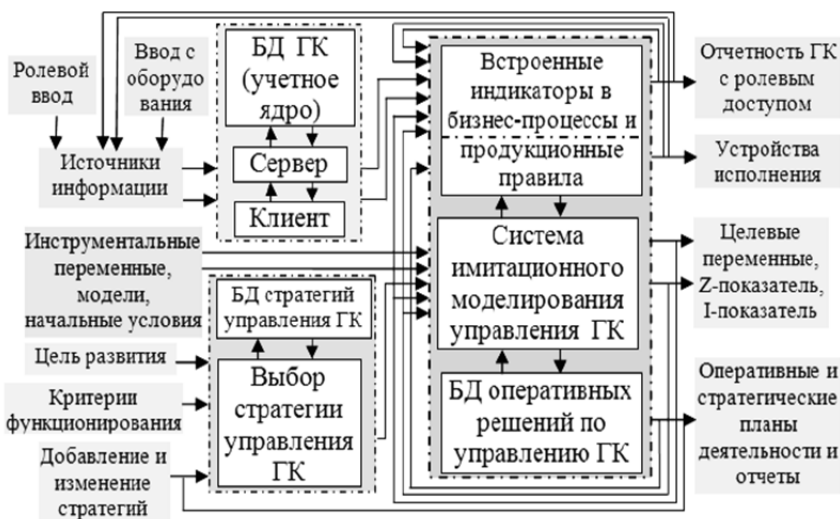 Ролевой
ввод
Ввод с
оборудо
вания
Источники
информации
Инструментальные
переменные,
модели,
начальные условия
Цель развития
Критерии
функционирования
Добавление и
изменение
стратегий
БД ГК
(учетное
ядро)
Сервер
Клиент
БД стратегий
управления ГК
Выбор
стратегии
управления
ГК
Встроенные
индикаторы в
бизнес-процессы и
продукционные
правила
Система
имитационного
моделирования
управления ГК
БД оперативных
решений по
управлению ГК
Отчетность ГК
с ролевым
доступом
Устройства
исполнения
Целевые
переменные,
Z-показатель,
I-показатель
Оперативные и
стратегические
планы
деятельности и
отчеты